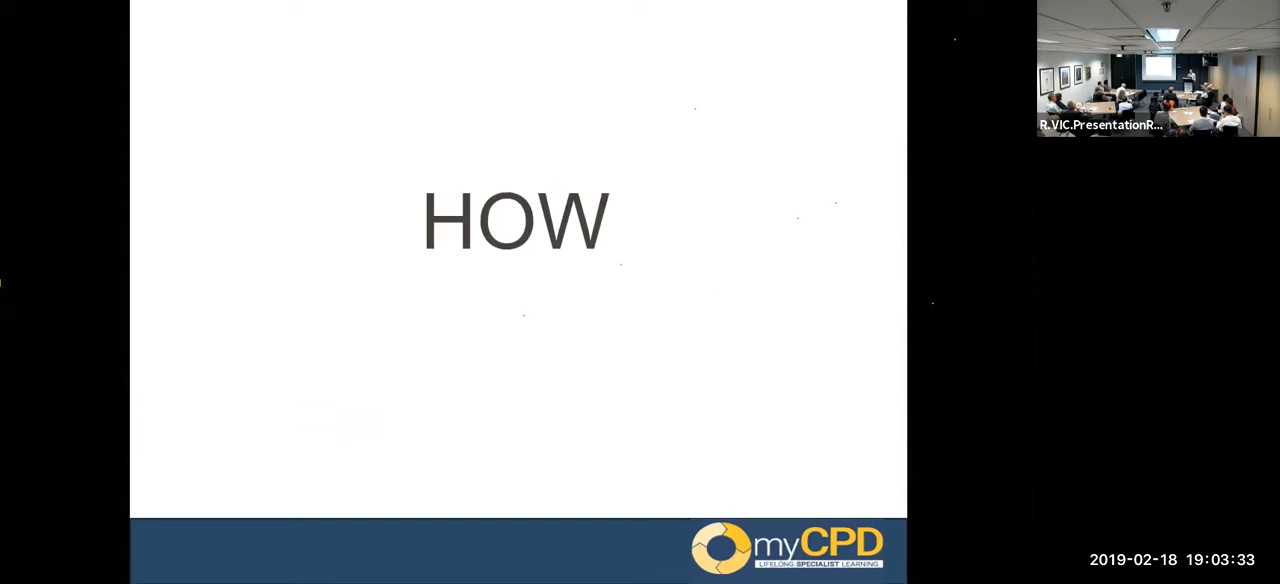 HOW
R.VIC.PresentationR...
myCPD
LIFELONG SPECIALIST LEARNING
2019-02-18 19:03:33